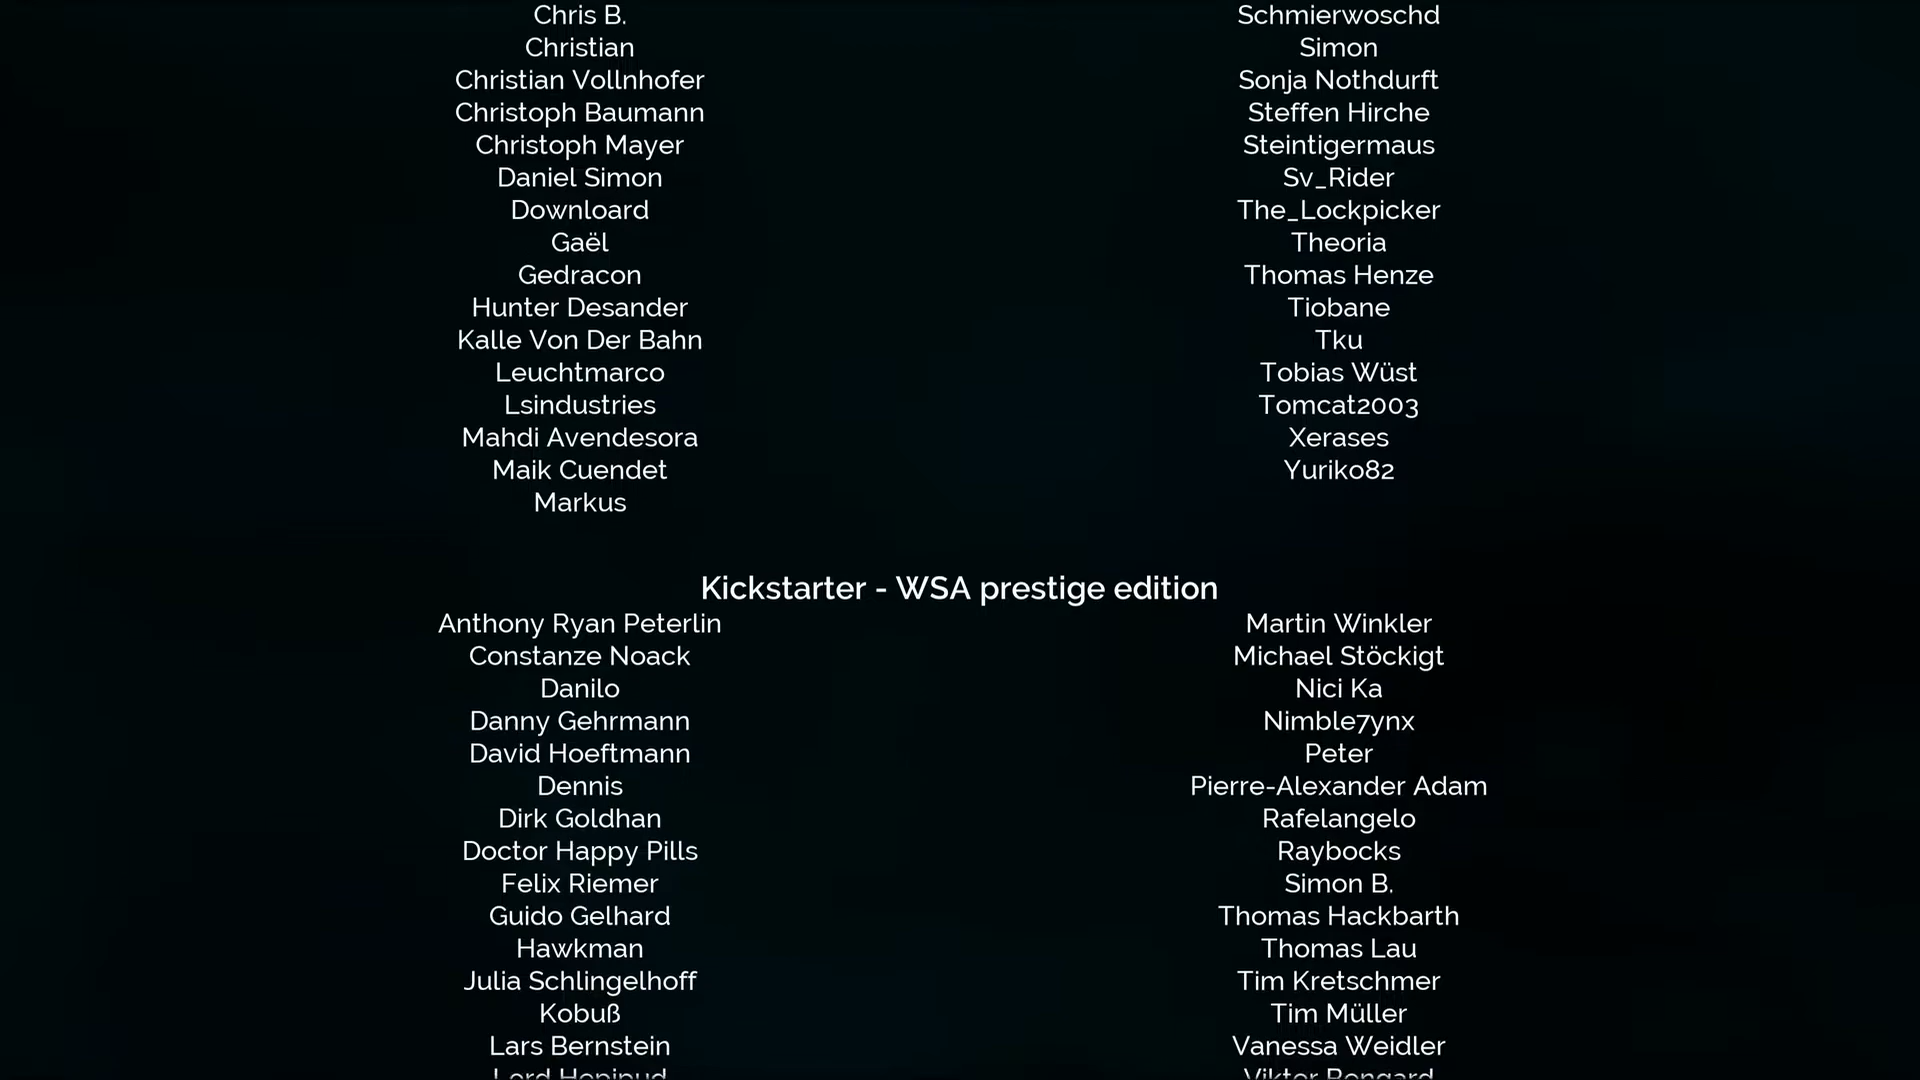 Chris B.
Christian
Christian Vollnhofer
Christoph Baumann
Christoph Mayer
Daniel Simon
Downloard
Gaël
Gedracon
Hunter Desander
Kalle Von Der Bahn
Leuchtmarco
Lsindustries
Mahdi Avendesora
Maik Cuendet
Markus
Schmierwoschd
Simon
Sonja Nothdurft
Steffen Hirche
Steintigermaus
Sv_Rider
The_Lockpicker
Theoria
Thomas Henze
Tiobane
Tku
Tobias Wüst
Tomcat2003
Xerases
Yuriko82
Kickstarter - WSA prestige edition
Anthony Ryan Peterlin
Constanze Noack
Danilo
Danny Gehrmann
David Hoeftmann
Dennis
Dirk Goldhan
Doctor Happy Pills
Felix Riemer
Guido Gelhard
Hawkman
Julia Schlingelhoff
Kobuß
Lars Bernstein
Lord
Martin Winkler
Michael Stöckigt
Nici Ka
Nimble7ynx
Peter
Pierre-Alexander Adam
Rafelangelo
Raybocks
Simon B.
Thomas Hackbarth
Thomas Lau
Tim Kretschmer
Tim Müller
Vanessa Weidler
Viktor